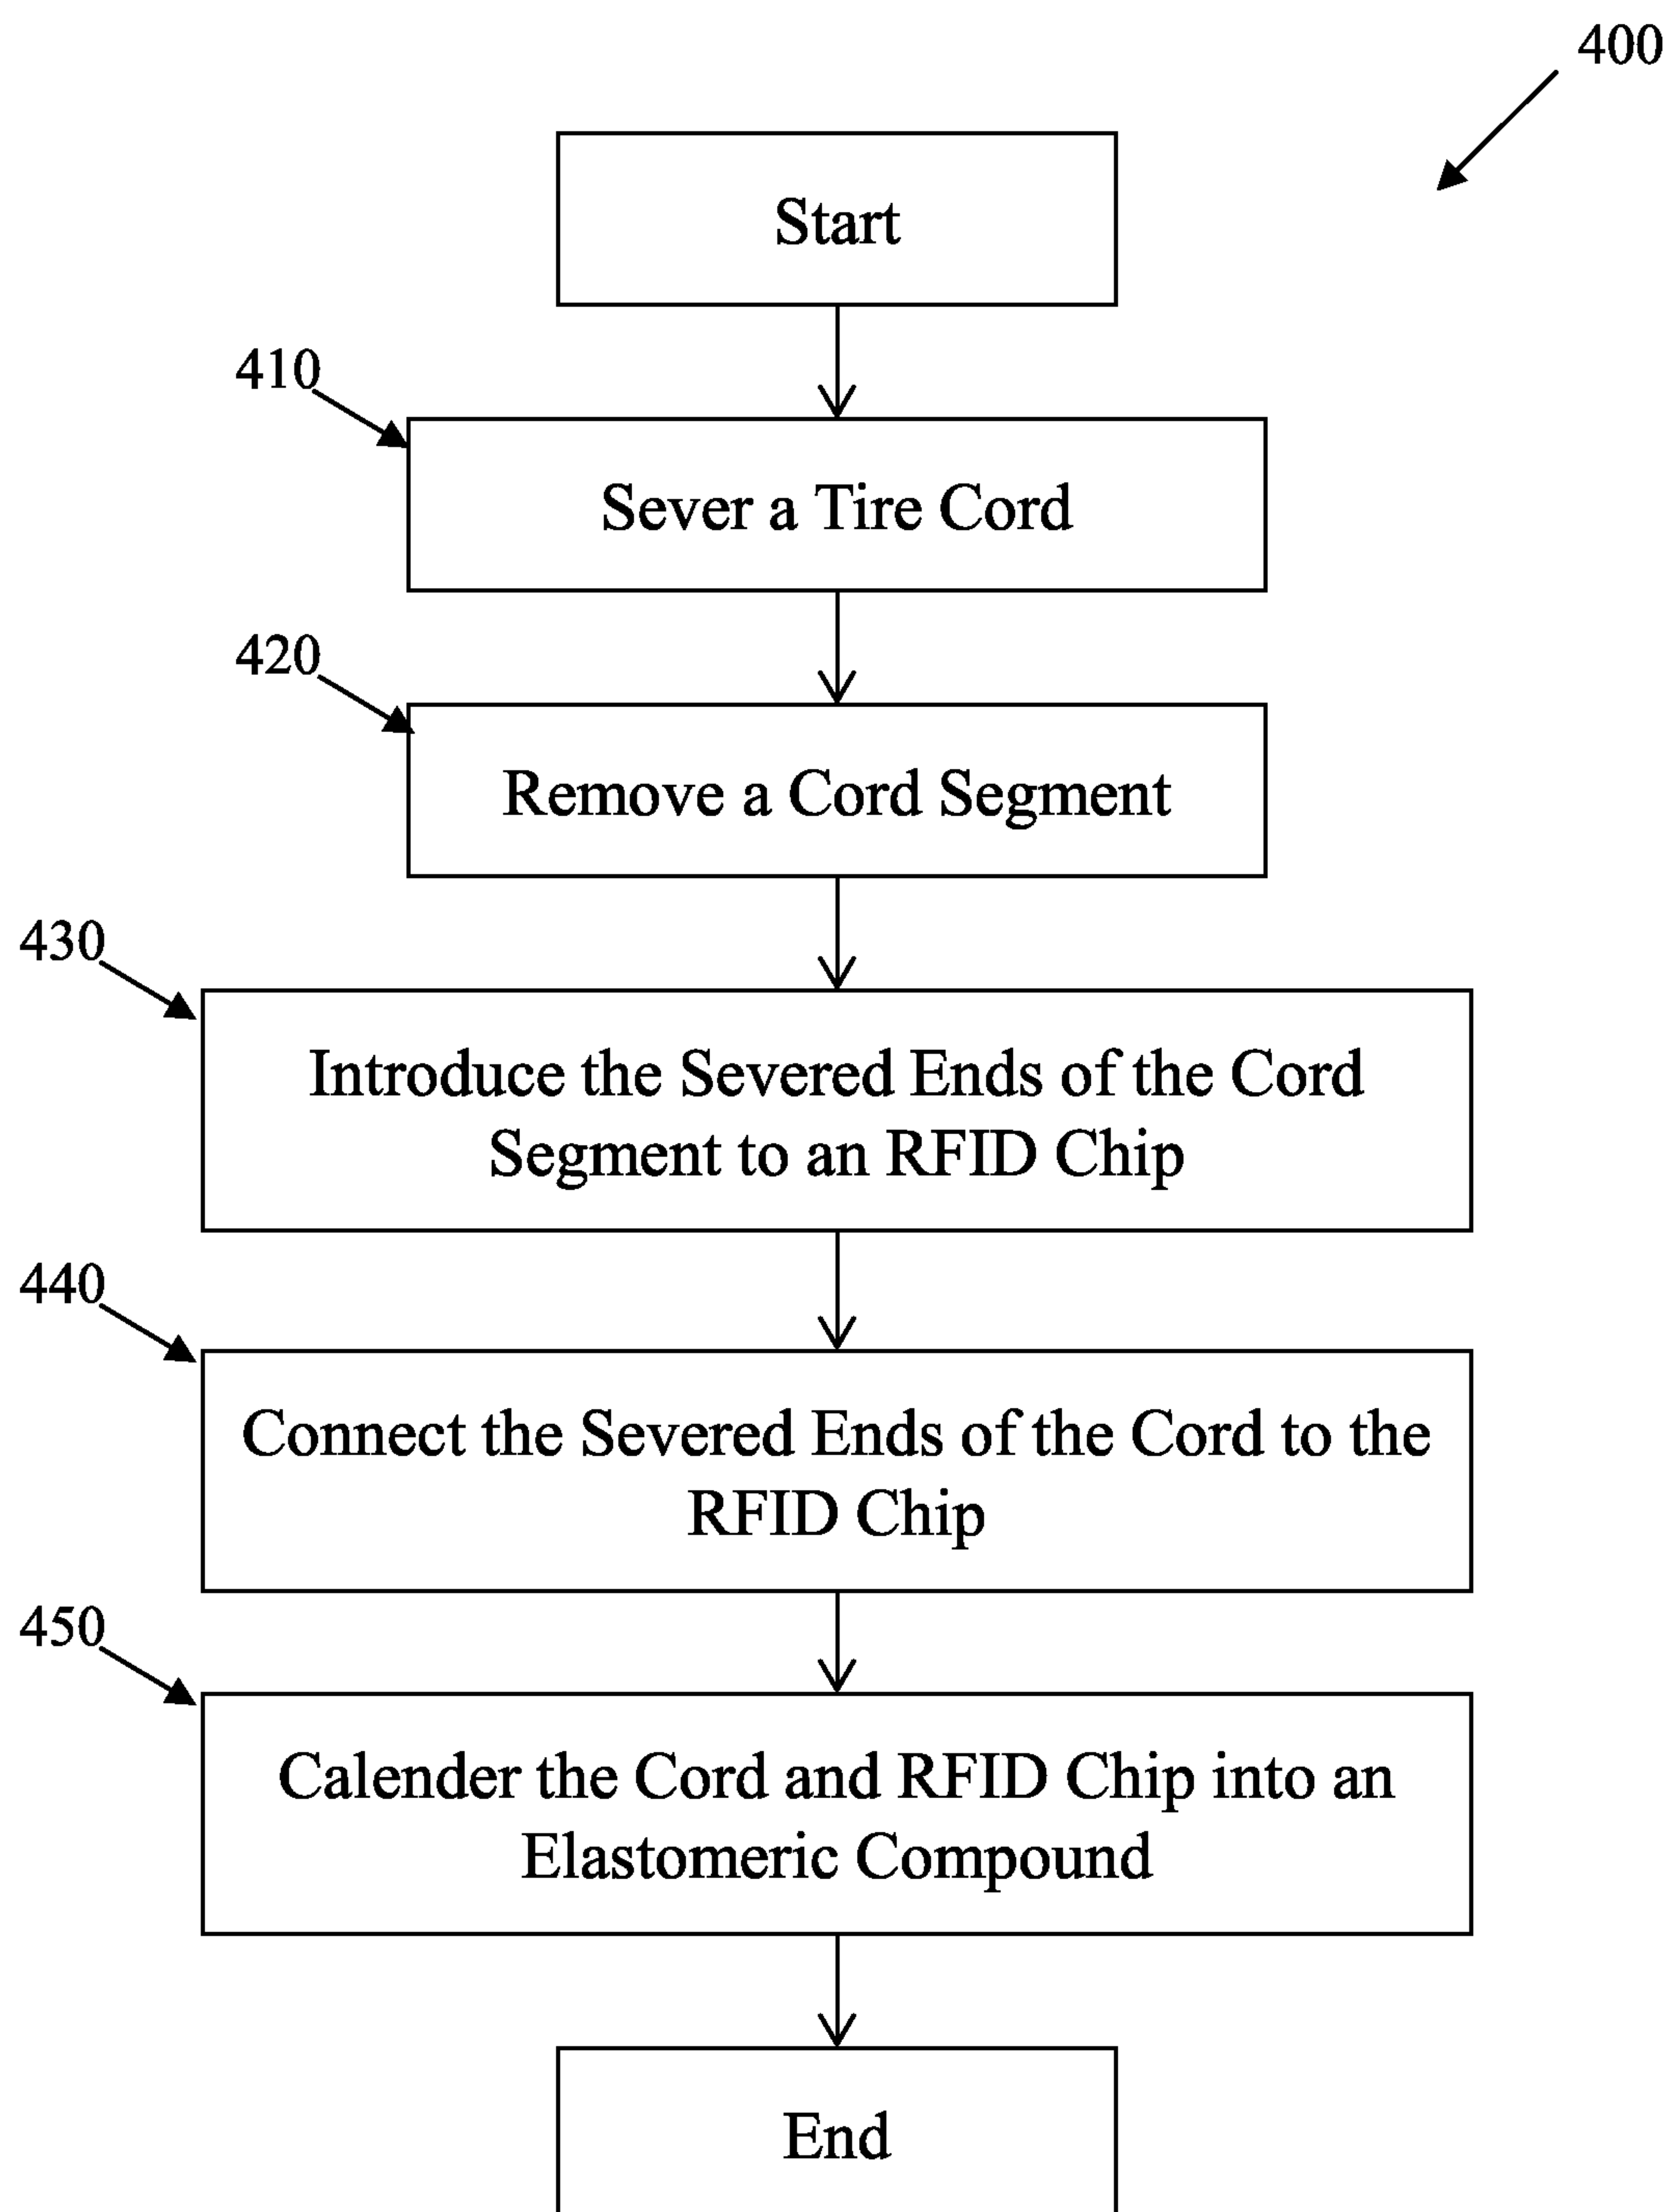 400
Start
410
Sever a Tire Cord
420
Remove a Cord Segment
430
Introduce the Severed Ends of the Cord
Segment to an RFID Chip
440
Connect the Severed Ends of the Cord to the
RFID Chip
450
Calender the Cord and RFID Chip into an
Elastomeric Compound
End